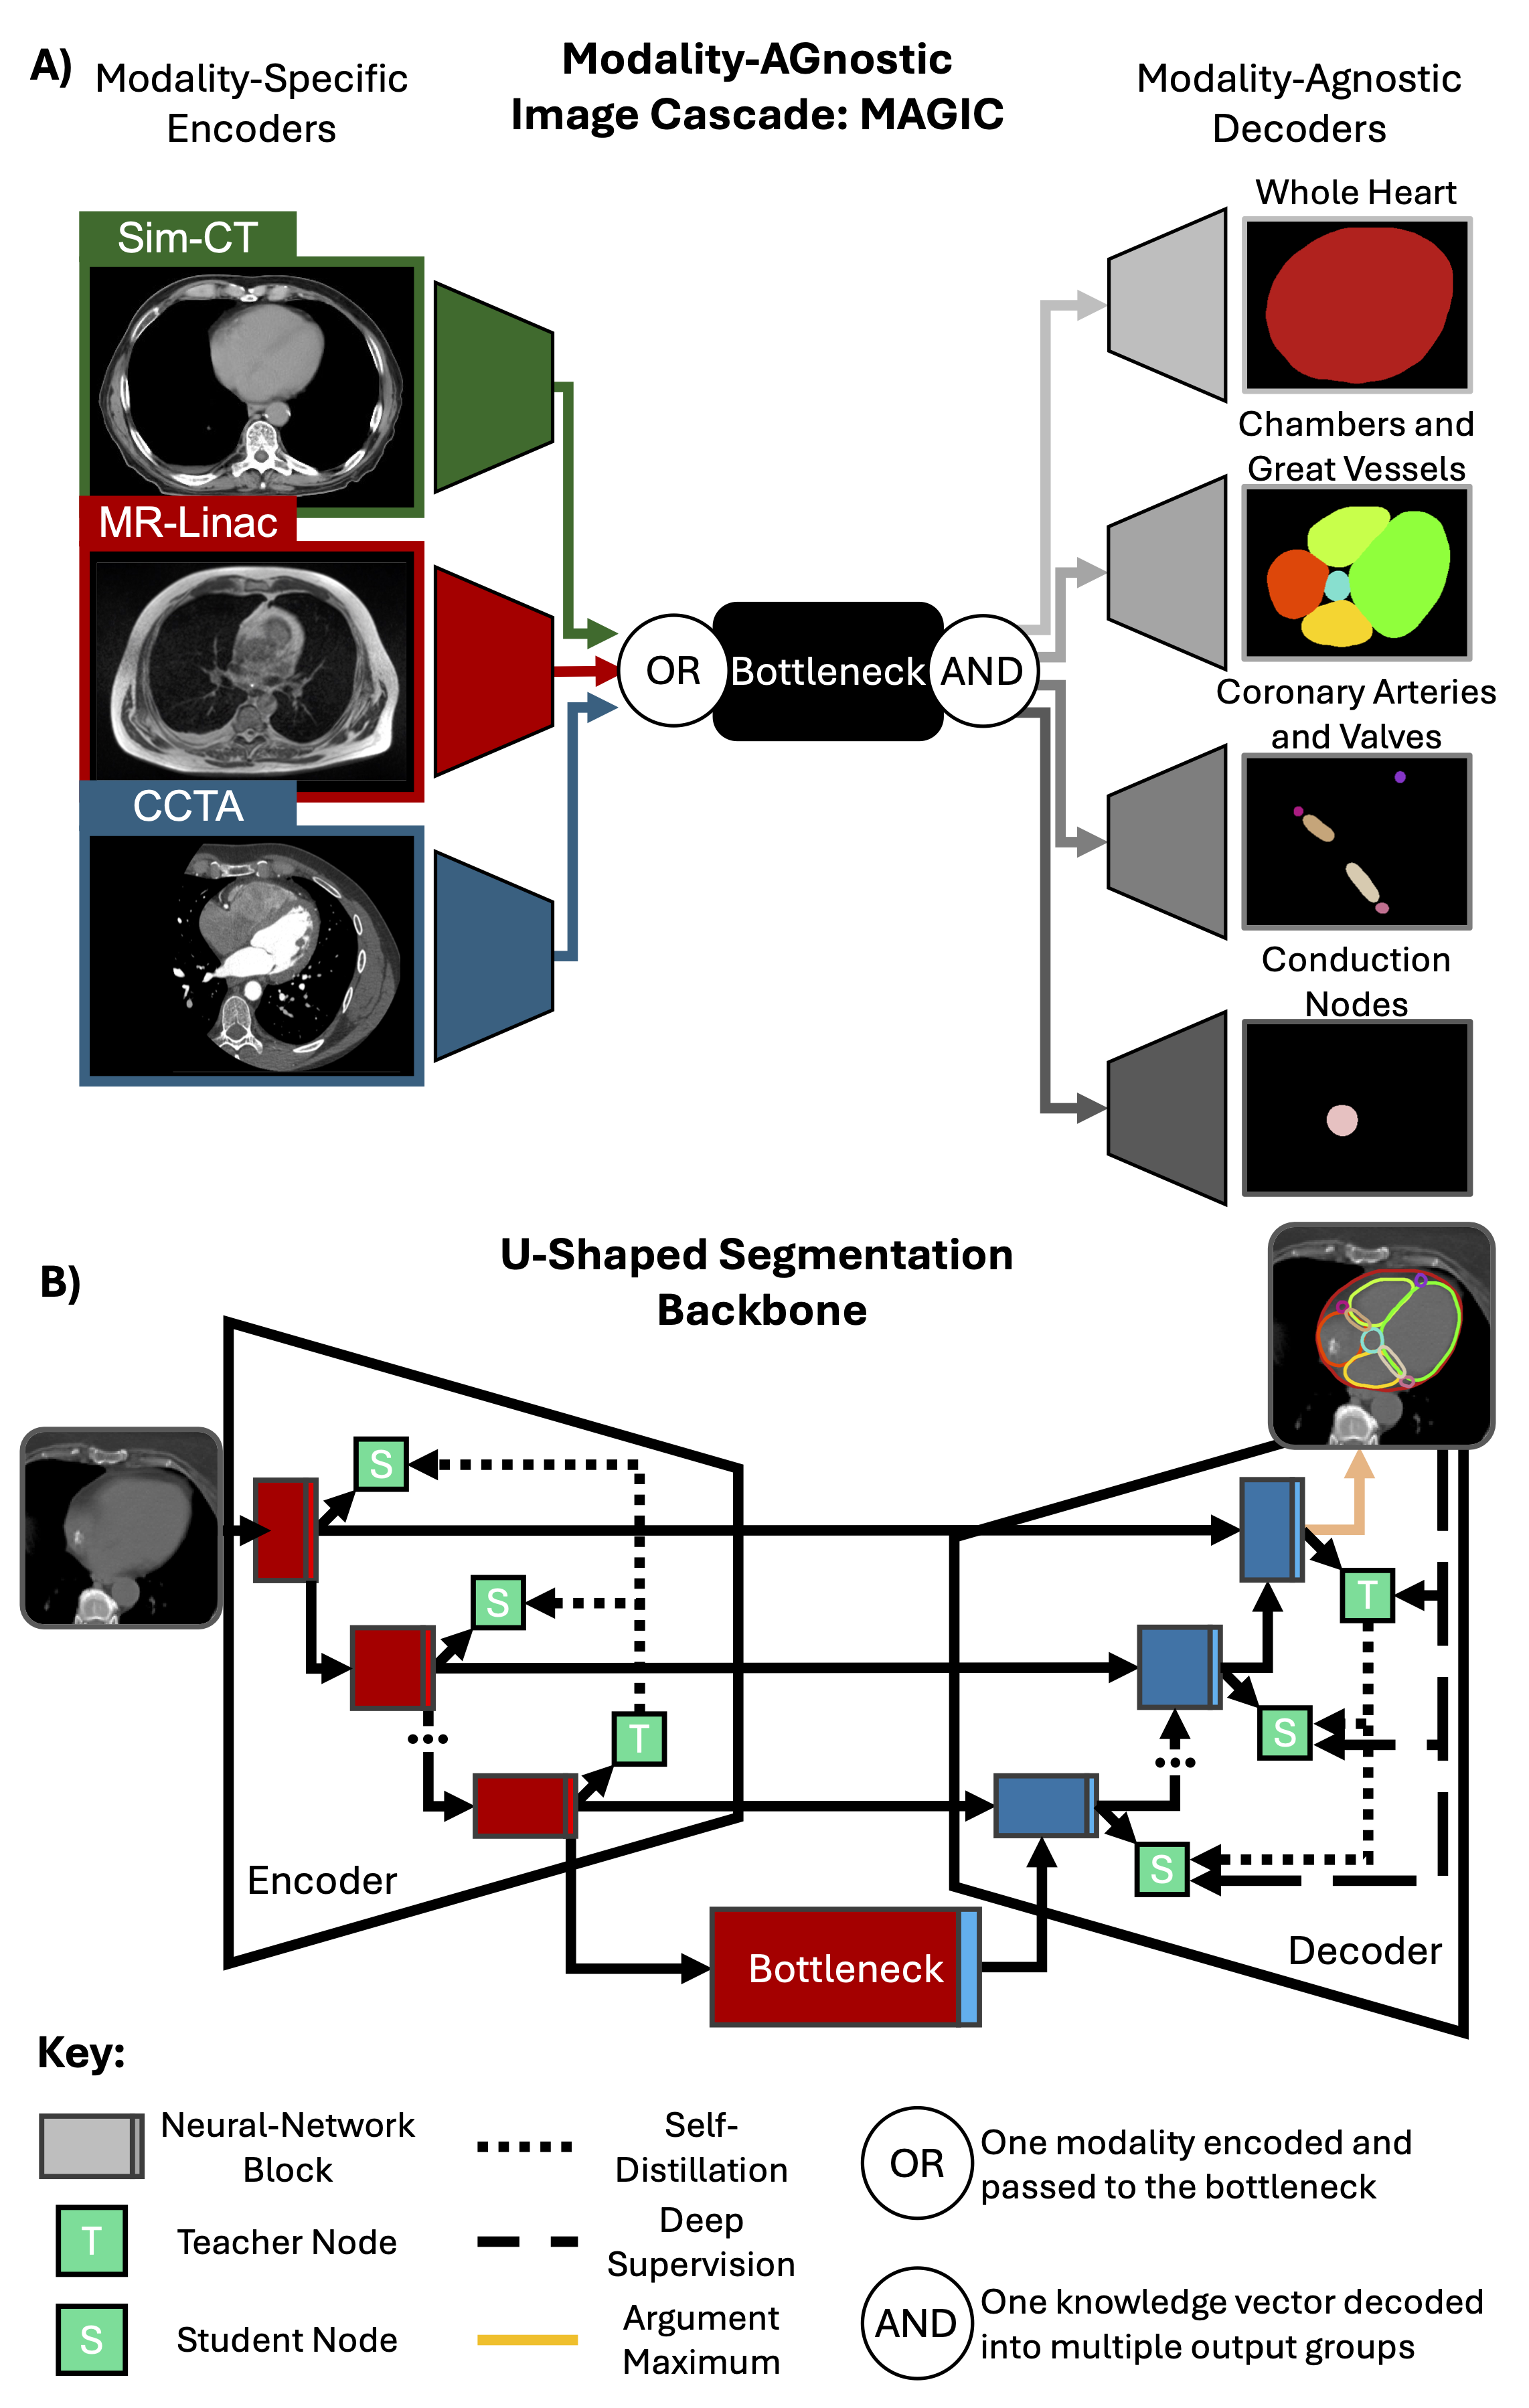 A)
Modality-Specific
Encoders
Modality-AGnostic
Image Cascade: MAGIC
Modality-Agnostic
Decoders
Sim-CT
MR-Linac
CCTA
OR
Bottleneck
AND
Whole Heart
Chambers and
Great Vessels
Coronary Arteries
and Valves
Conduction
Nodes
B)
U-Shaped Segmentation
Backbone
S
S
T
Encoder
Bottleneck
T
S
S
Decoder
Key:
Neural-Network
Block
T
Teacher Node
S
Student Node
Self-
Distillation
Deep
Supervision
Argument
Maximum
OR
One modality encoded and
passed to the bottleneck
AND
One knowledge vector decoded
into multiple output groups